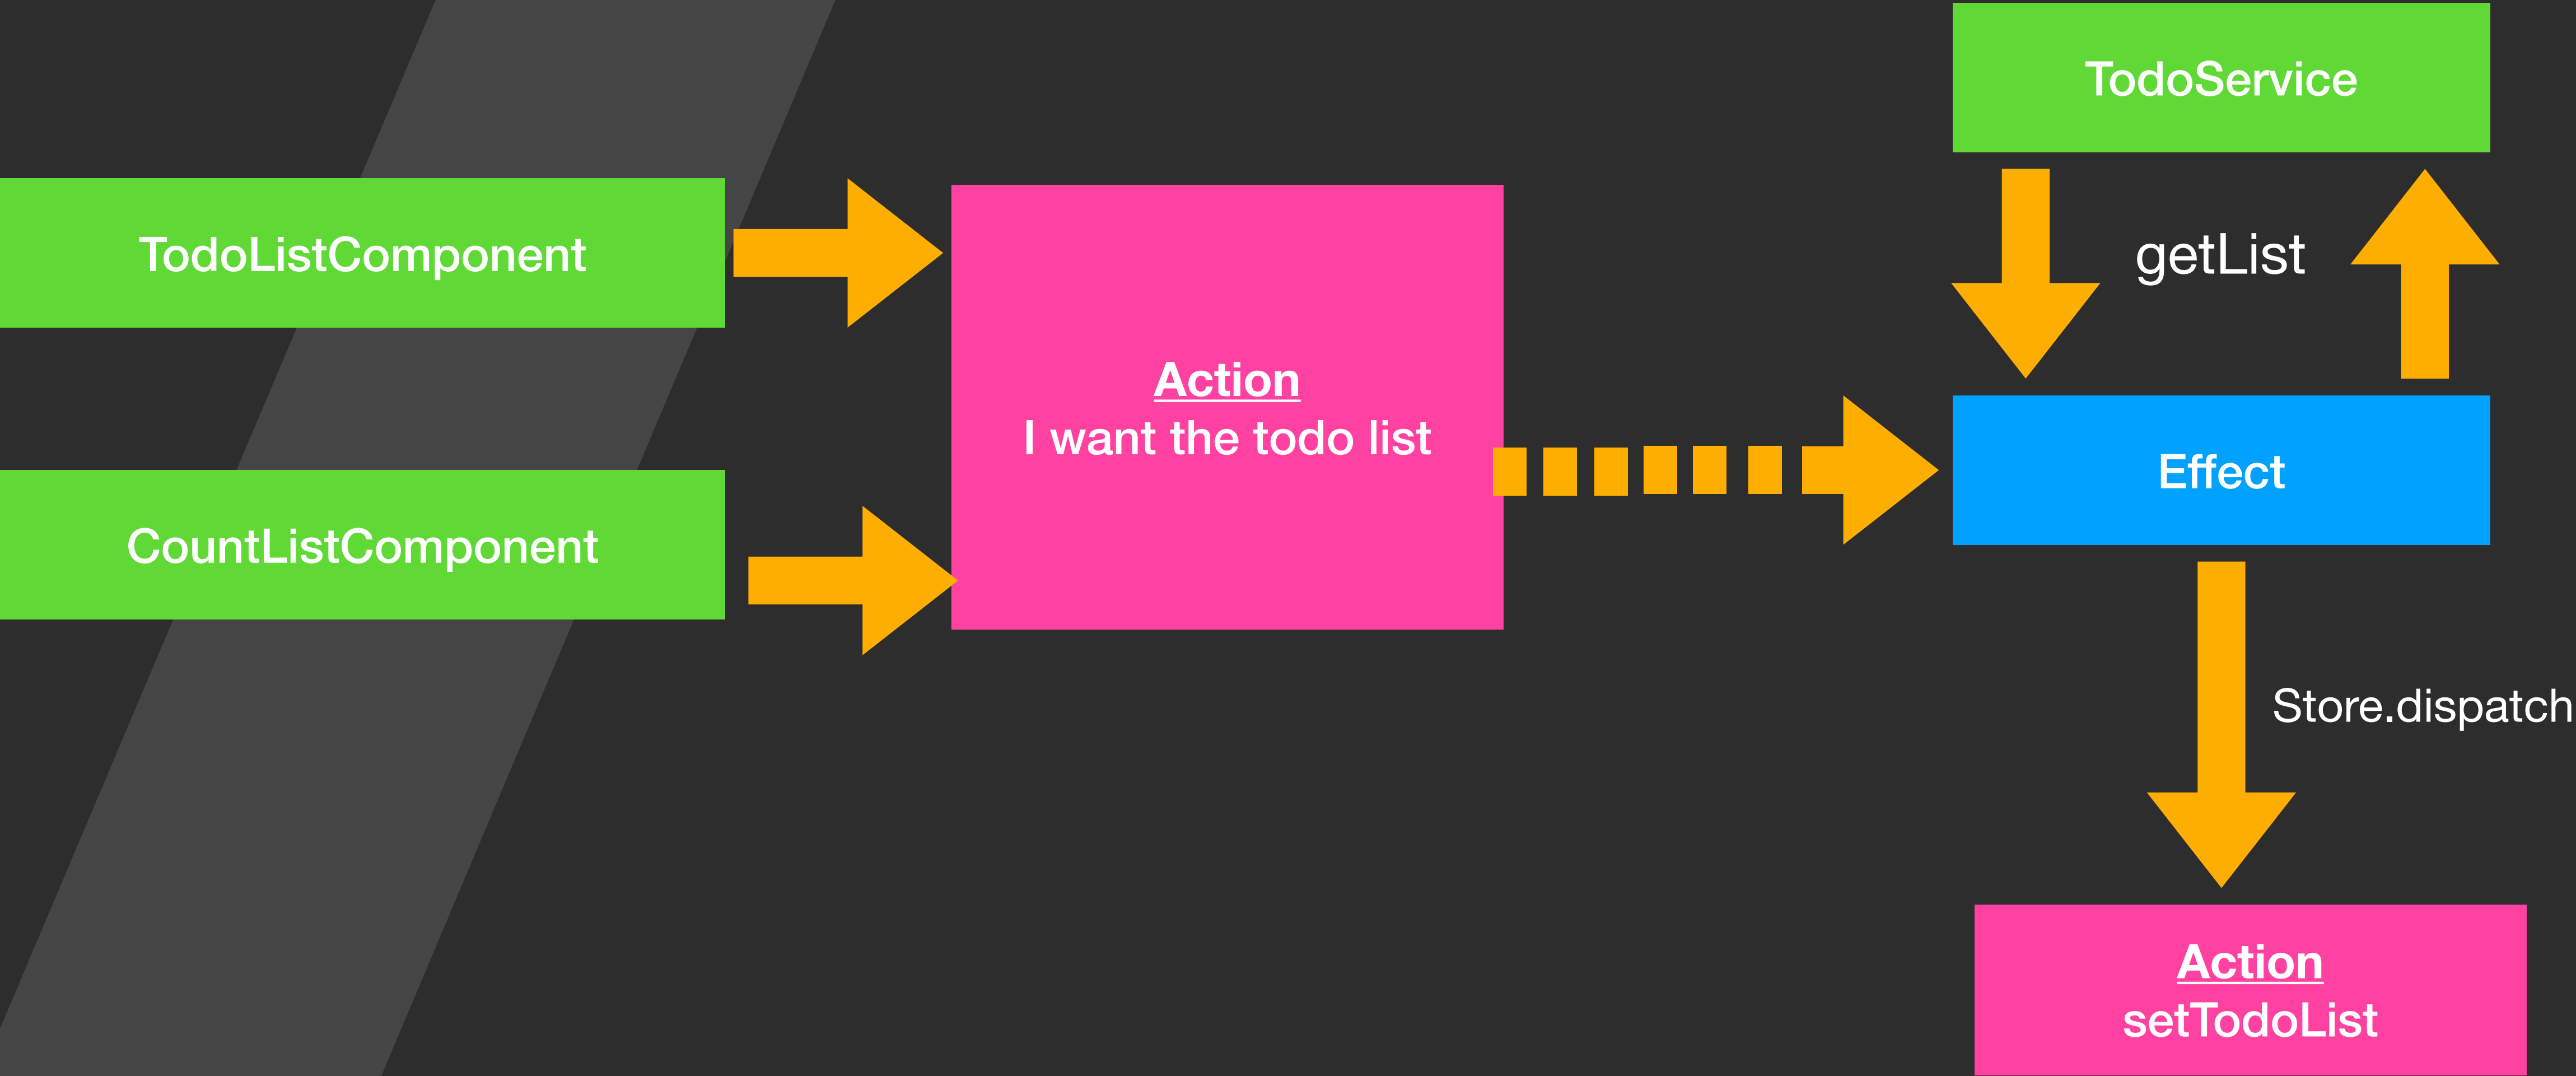 TodoService
TodoListComponent
getList
Action
I want the todo list
Effect
CountListComponent
Store.dispatch
Action
setTodoList